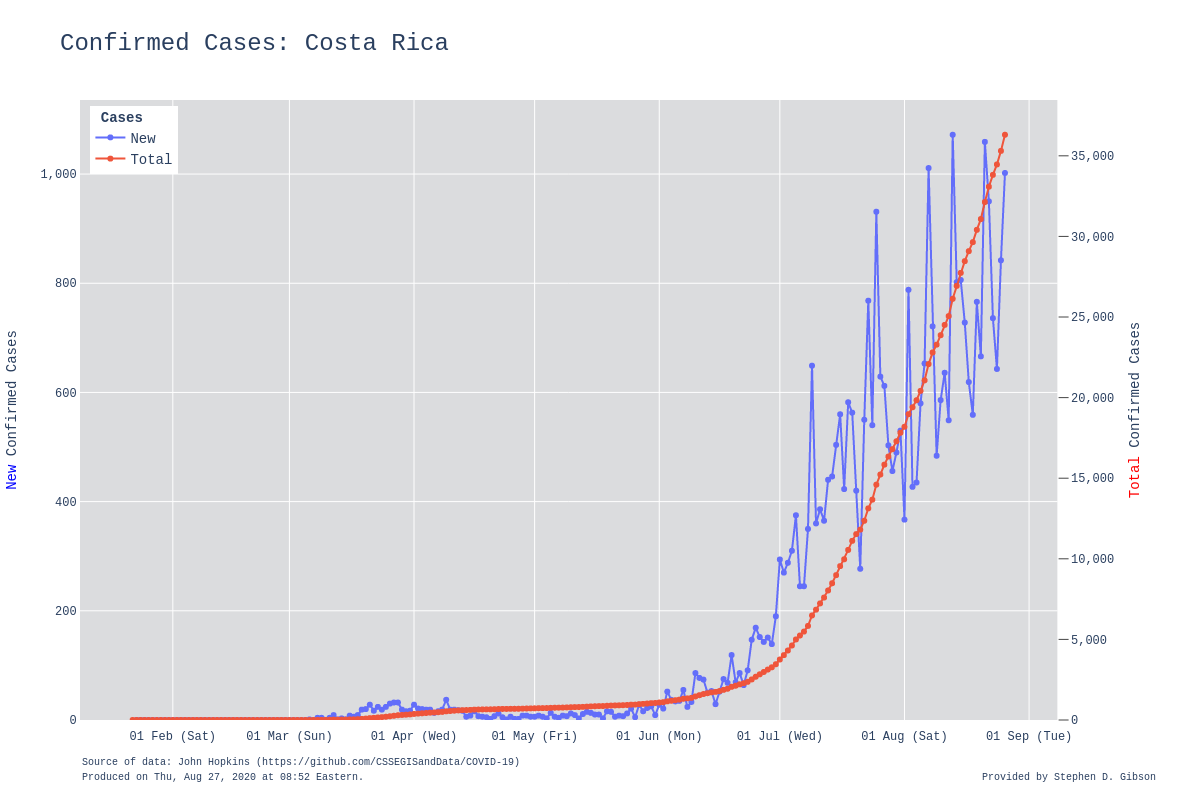 Confirmed Cases: Costa Rica
Cases
New
Total
1,000
800
600
400
200
0
New Confirmed Cases
35,000
30,000
25,000
20,000
15,000
10,000
5,000
0
Total Confirmed Cases
01 Feb (Sat) 01 Mar (Sun) 01 Apr (Wed) 01 May (Fri) 01 Jun (Mon) 01 Jul (Wed) 01 Aug (Sat) 01 Sep (Tue)
Source of data: John Hopkins (https://github.com/CSSEGISandData/COVID-19)
Produced on Thu, Aug 27, 2020 at 08:52 Eastern.
Provided by Stephen D. Gibson